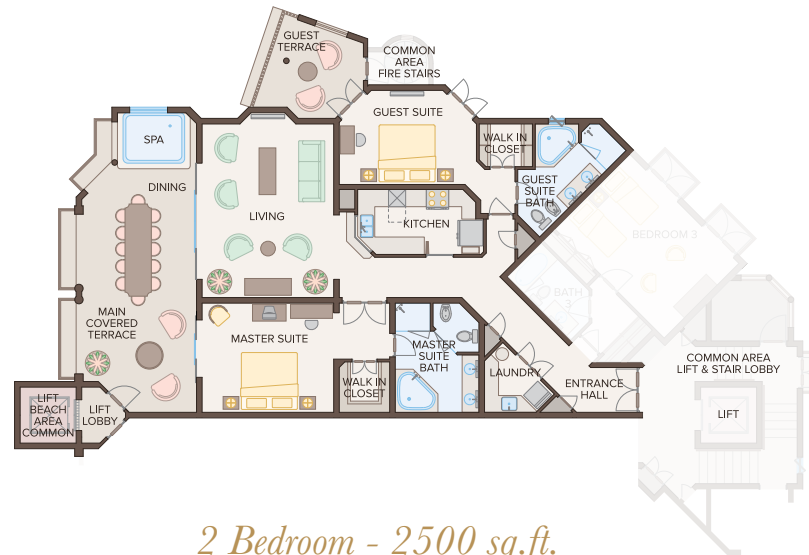 GUEST
TERRACE
COMMON
AREA
FIRE STAIRS
GUEST SUITE
SPA
WALK IN
CLOSET
DINING
GUEST
SUITE
BATH
LIVING
KITCHEN
BEDROOM 3
BATH
3
MAIN
COVERED
TERRACE
MASTER SUITE
MASTER
SUITE
BATH
COMMON AREA
LIFT & STAIR LOBBY
LAUNDRY
WALK IN
CLOSET
ENTRANCE
HALL
LIFT
BEACH
AREA
COMMON
LIFT
LOBBY
LIFT
2 Bedroom - 2500 sq.ft.